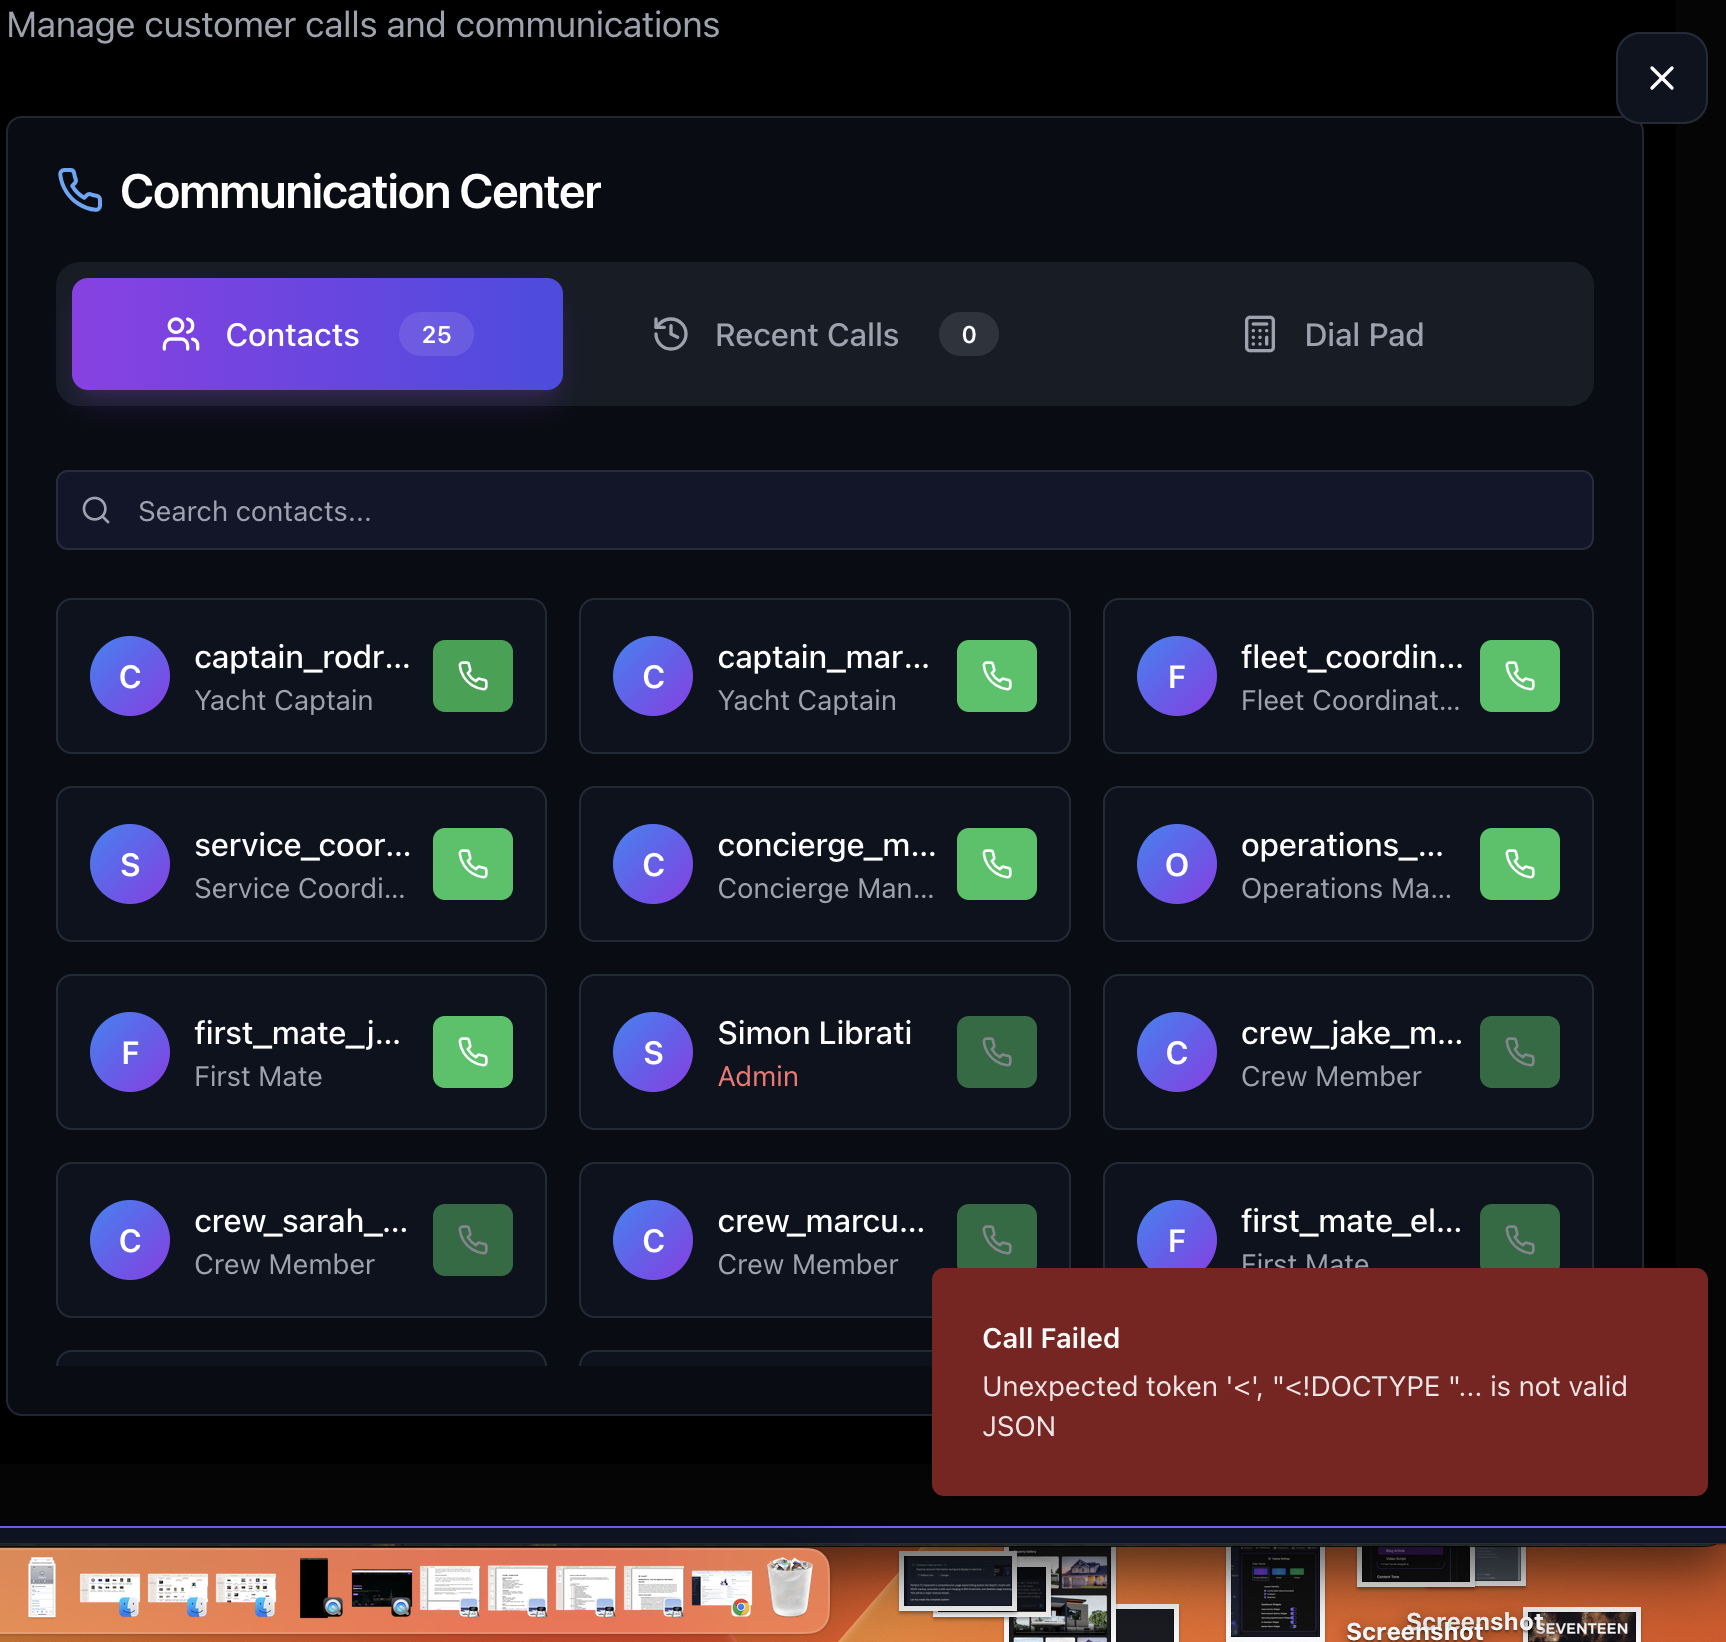 Manage customer calls and communications
Communication Center
Contacts 25
Recent Calls 0
Dial Pad
Search contacts...
C captain_rodr...
Yacht Captain
C captain_mar...
Yacht Captain
F fleet_coordin...
Fleet Coordinat...
S service_coor...
Service Coordi...
C concierge_m...
Concierge Man...
O operations_...
Operations Ma...
F first_mate_j...
First Mate
S Simon Librati
Admin
C crew_jake_m...
Crew Member
C crew_sarah_...
Crew Member
C crew_marcu...
Crew Member
F first_mate_el...
First Mate
Call Failed
Unexpected token '<', "<!DOCTYPE "... is not valid
JSON
Screenshot
Screenshot
SEVENTEEN